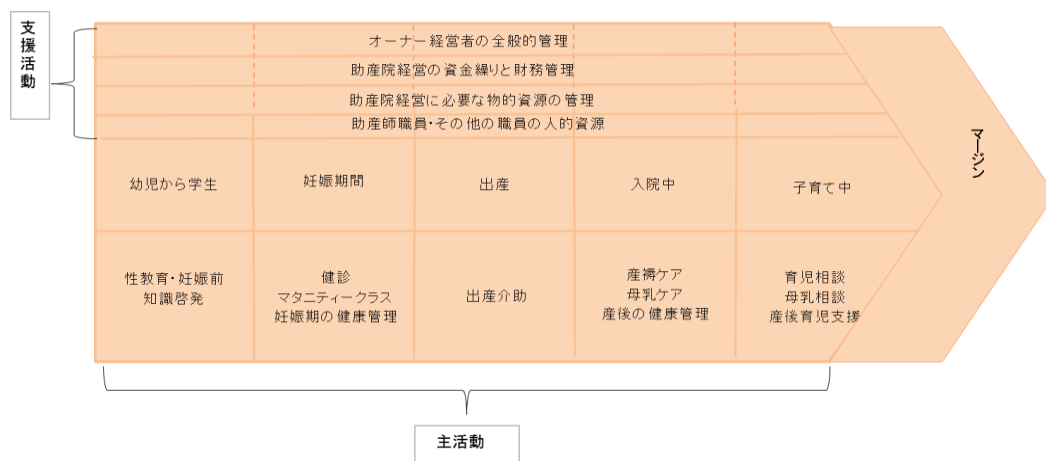 支援活動
オーナー経営者の全般的管理
助産院経営の資金繰りと財務管理
助産院経営に必要な物的資源の管理
助産師職員・その他の職員の人的資源
マージン
幼児から学生
妊娠期間
出産
入院中
子育て中
性教育・妊娠前
知識啓発
健診
マタニティークラス
妊娠期の健康管理
出産介助
産褥ケア
母乳ケア
産後の健康管理
育児相談
母乳相談
産後育児支援
主活動